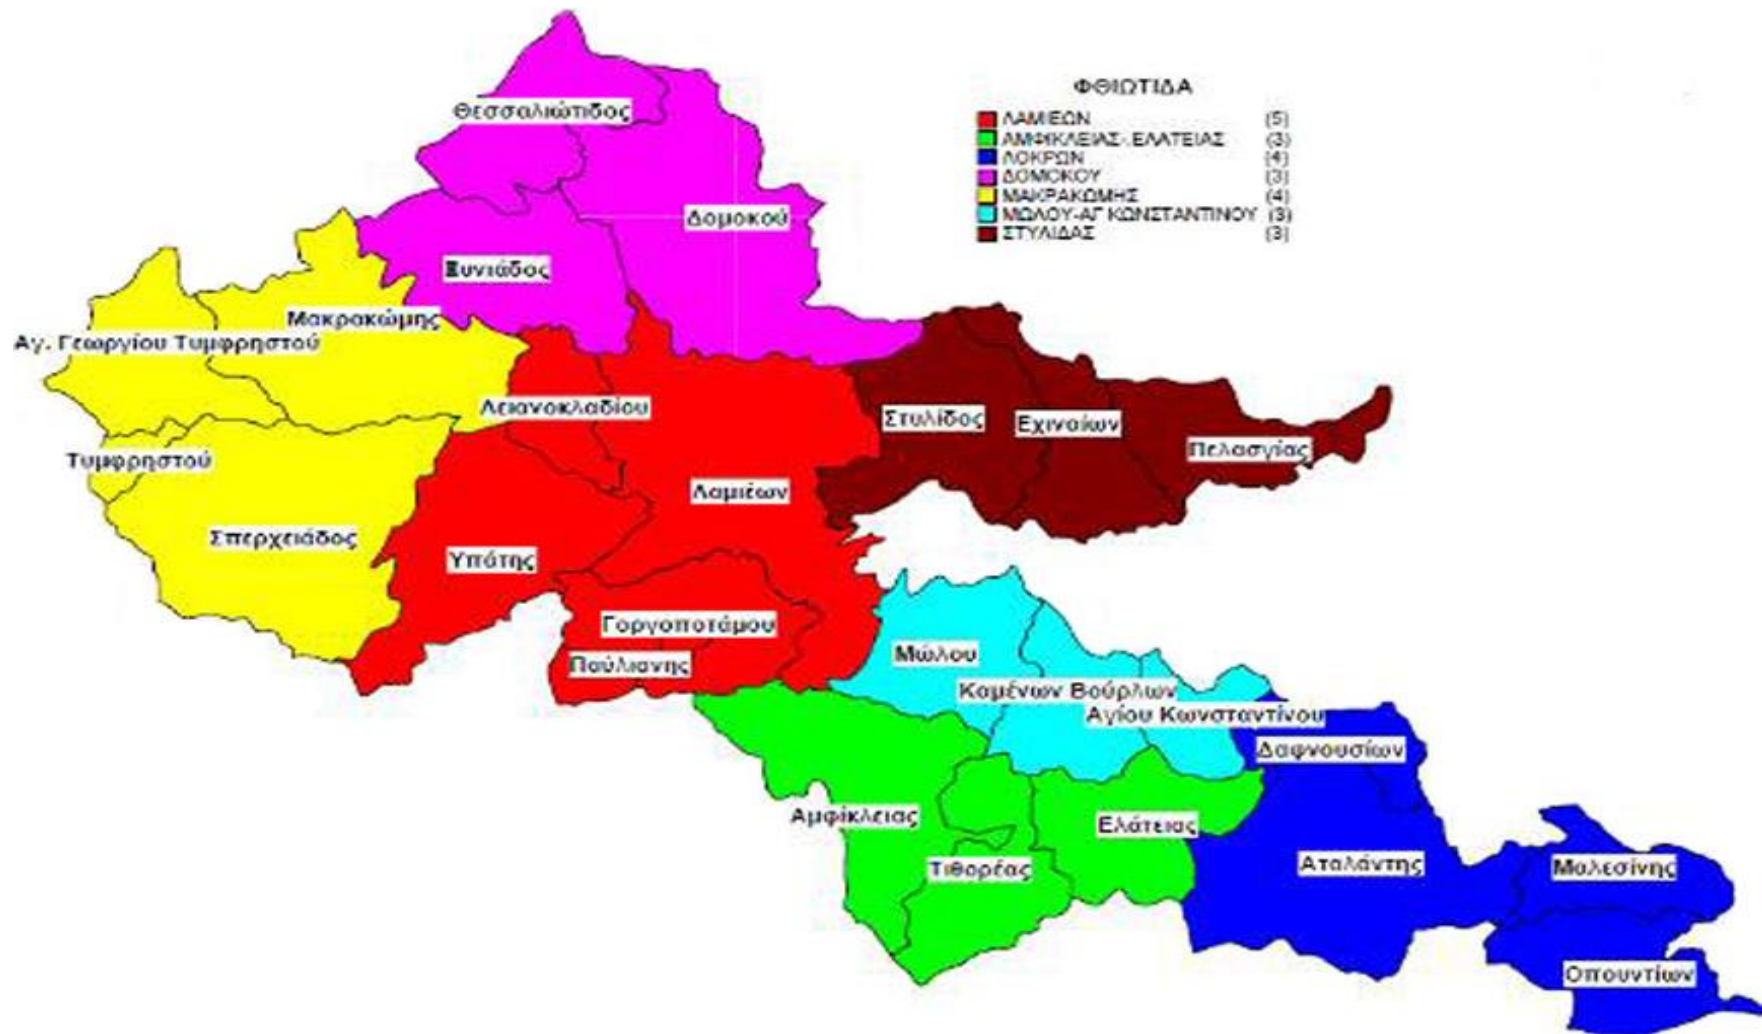 ΦΘΙΩΤΙΔΑ
ΛΑΜΙΕΩΝ (5)
ΑΜΦΙΚΛΕΙΑΣ-ΕΛΑΤΕΙΑΣ (3)
ΛΟΚΡΩΝ (4)
ΔΟΜΟΚΟΥ (3)
ΜΑΚΡΑΚΩΜΗΣ (4)
ΜΩΛΟΥ-ΑΓ ΚΩΝΣΤΑΝΤΙΝΟΥ (3)
ΣΤΥΛΙΔΑΣ (3)
Θεσσαλιώτιδος
Δομοκού
Ξυνιάδος
Μακρακώμης
Αγ. Γεωργίου Τυμφρηστού
Λειανοκλαδίου
Στυλίδος
Εχιναίων
Πελασγίας
Τυμφρηστού
Λαμιέων
Σπερχειάδος
Υπάτης
Γοργοποτάμου
Παύλιανης
Μώλου
Καμένων Βούρλων
Αγίου Κωνσταντίνου
Δαφνουσίων
Αμφίκλειας
Ελάτειας
Τιθορέας
Αταλάντης
Μαλεσίνης
Οπουντίων